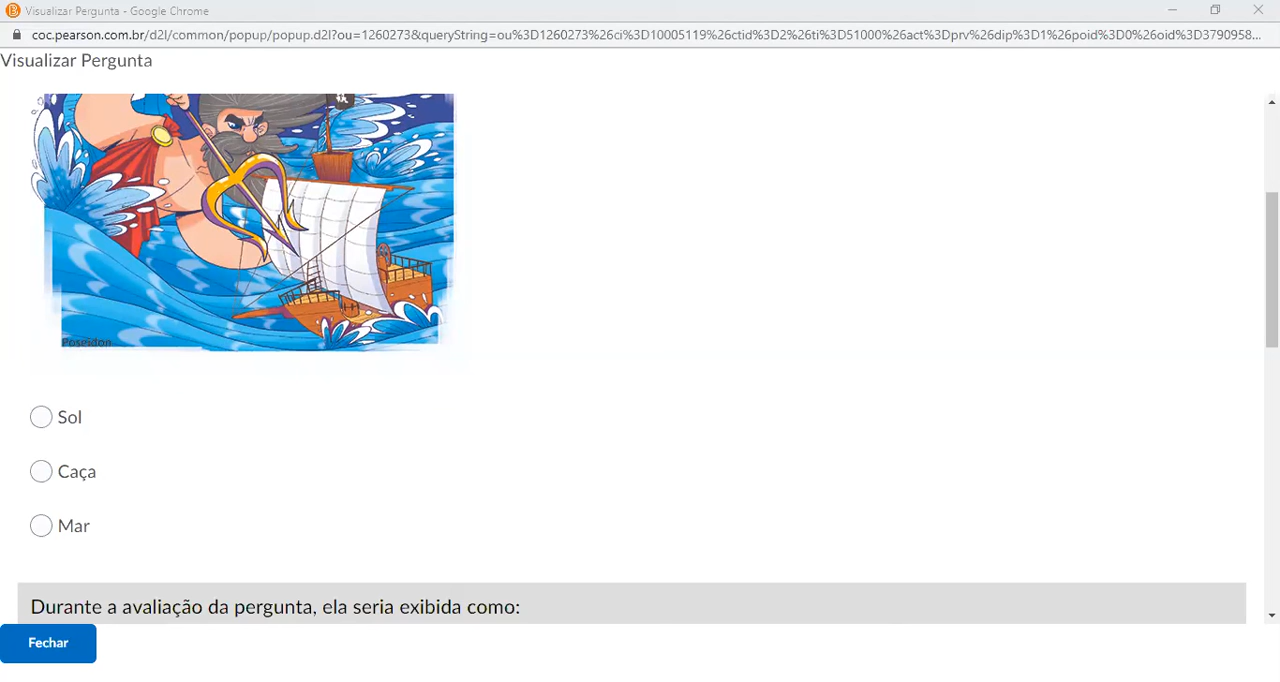 Visualizar Pergunta - Google Chrome
coc.pearson.com.br/d2l/common/popup/popup.d2l?ou=1260273&queryString=ou%3D1260273%26ci%3D10005119%26ctid%3D2%26ti%3D51000%26act%3Dprv%26dip%3D1%26poid%3D0%26oid%3D3790958...
Visualizar Pergunta
Poseidon
Sol
Caça
Mar
Durante a avaliação da pergunta, ela seria exibida como:
Fechar